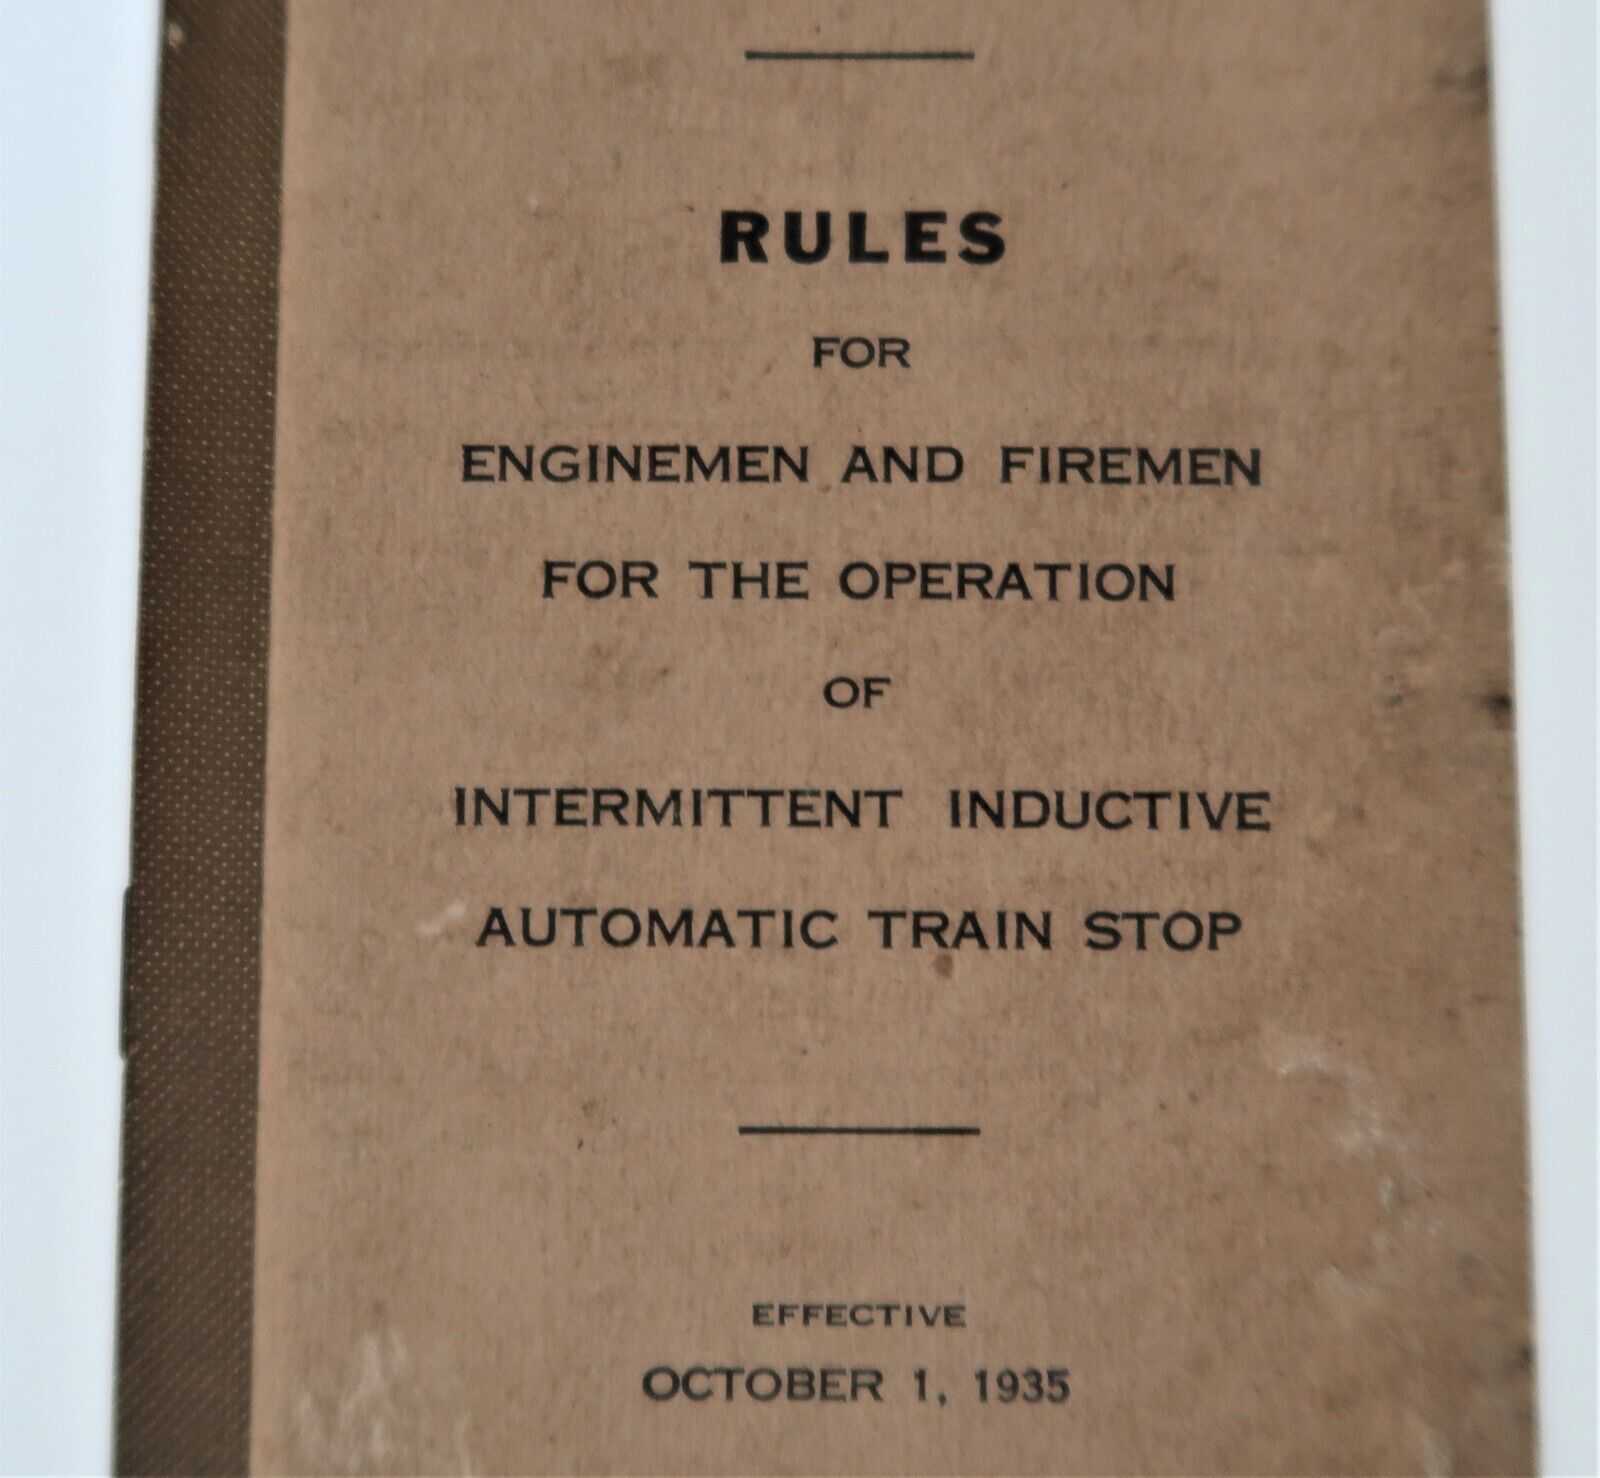 RULES
FOR
ENGINEMEN AND FIREMEN
FOR THE OPERATION
OF
INTERMITTENT INDUCTIVE
AUTOMATIC TRAIN STOP
EFFECTIVE
OCTOBER 1, 1935